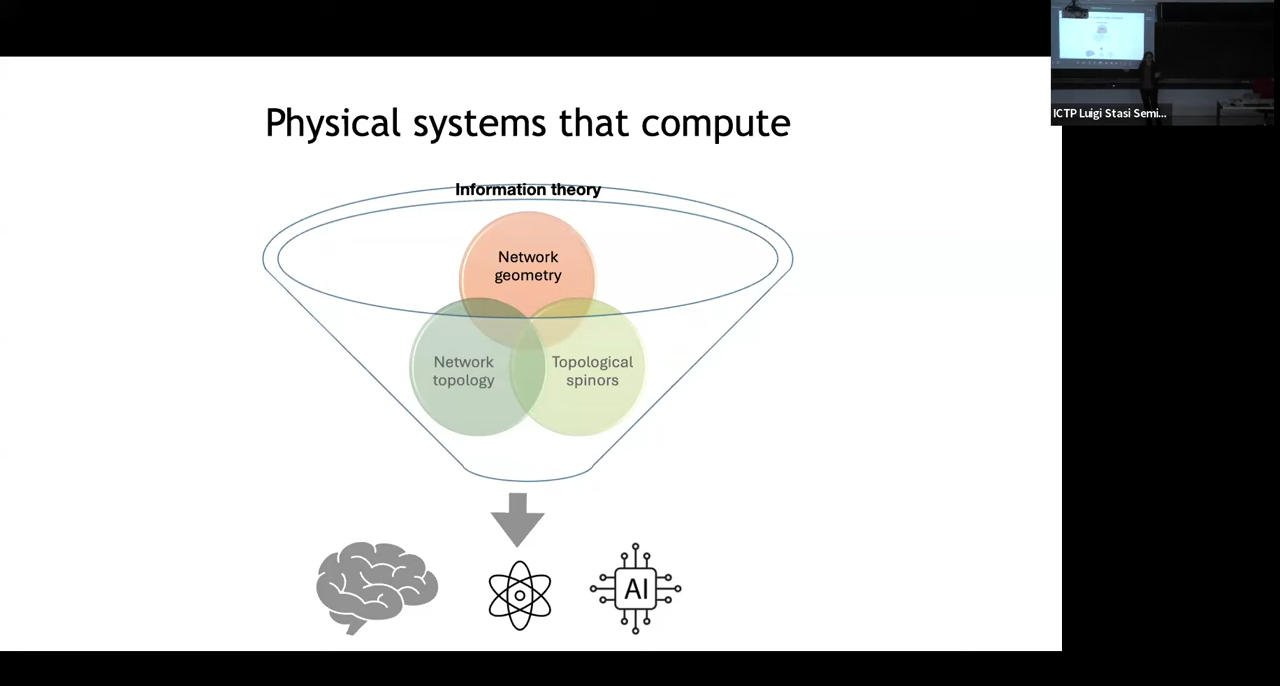 Physical systems that compute
ICTP Luigi Stasi Semi...
Information theory
Network
geometry
Network
topology
Topological
spinors
AI